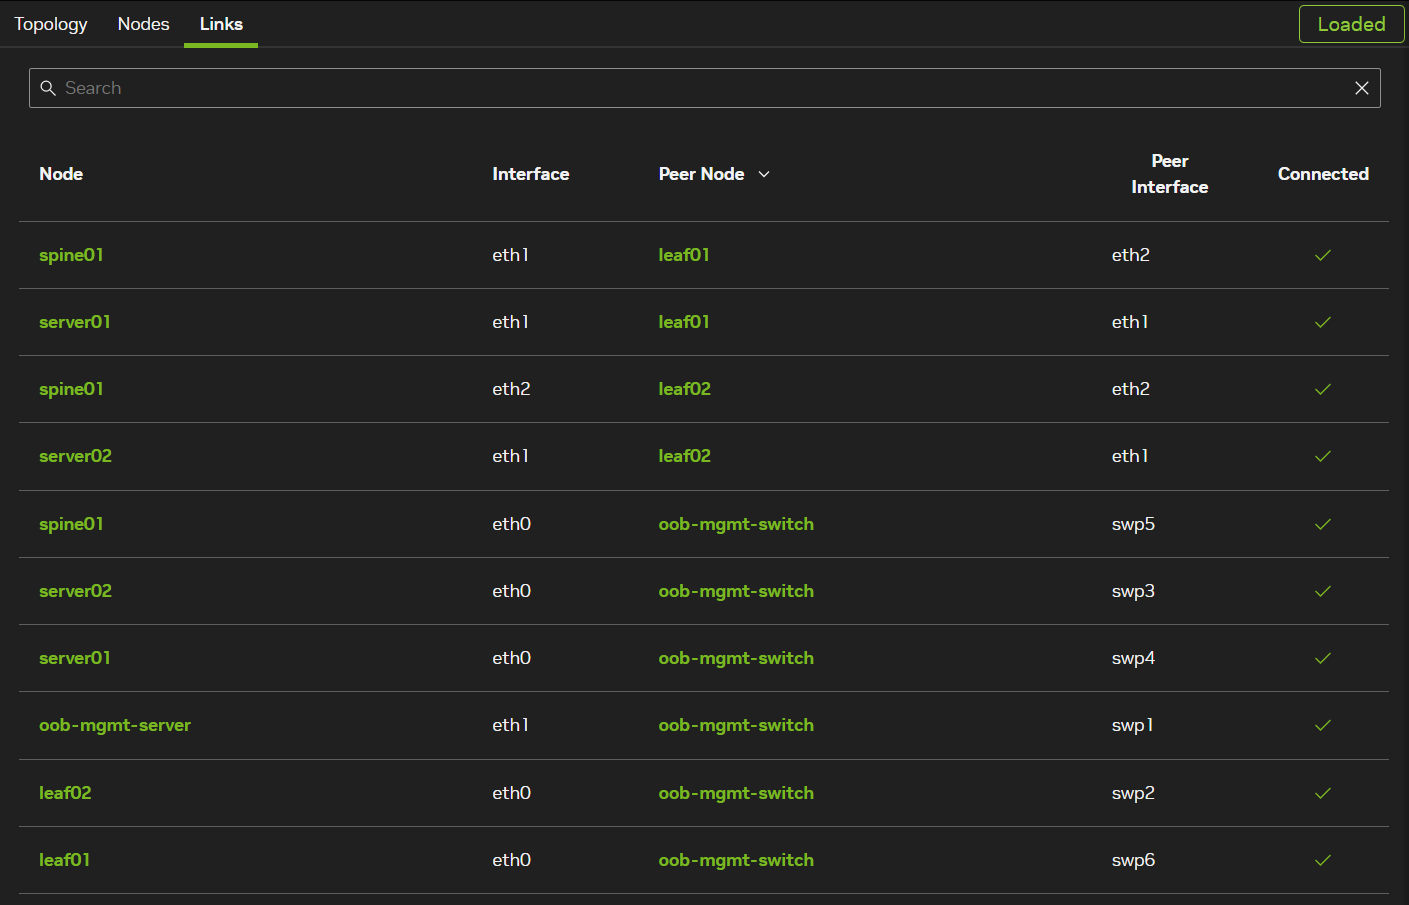 Topology Nodes Links Loaded
Search
Node Interface Peer Node Peer Interface Connected
spine01 eth1 leaf01 eth2
server01 eth1 leaf01 eth1
spine01 eth2 leaf02 eth2
server02 eth1 leaf02 eth1
spine01 eth0 oob-mgmt-switch swp5
server02 eth0 oob-mgmt-switch swp3
server01 eth0 oob-mgmt-switch swp4
oob-mgmt-server eth1 oob-mgmt-switch swp1
leaf02 eth0 oob-mgmt-switch swp2
leaf01 eth0 oob-mgmt-switch swp6